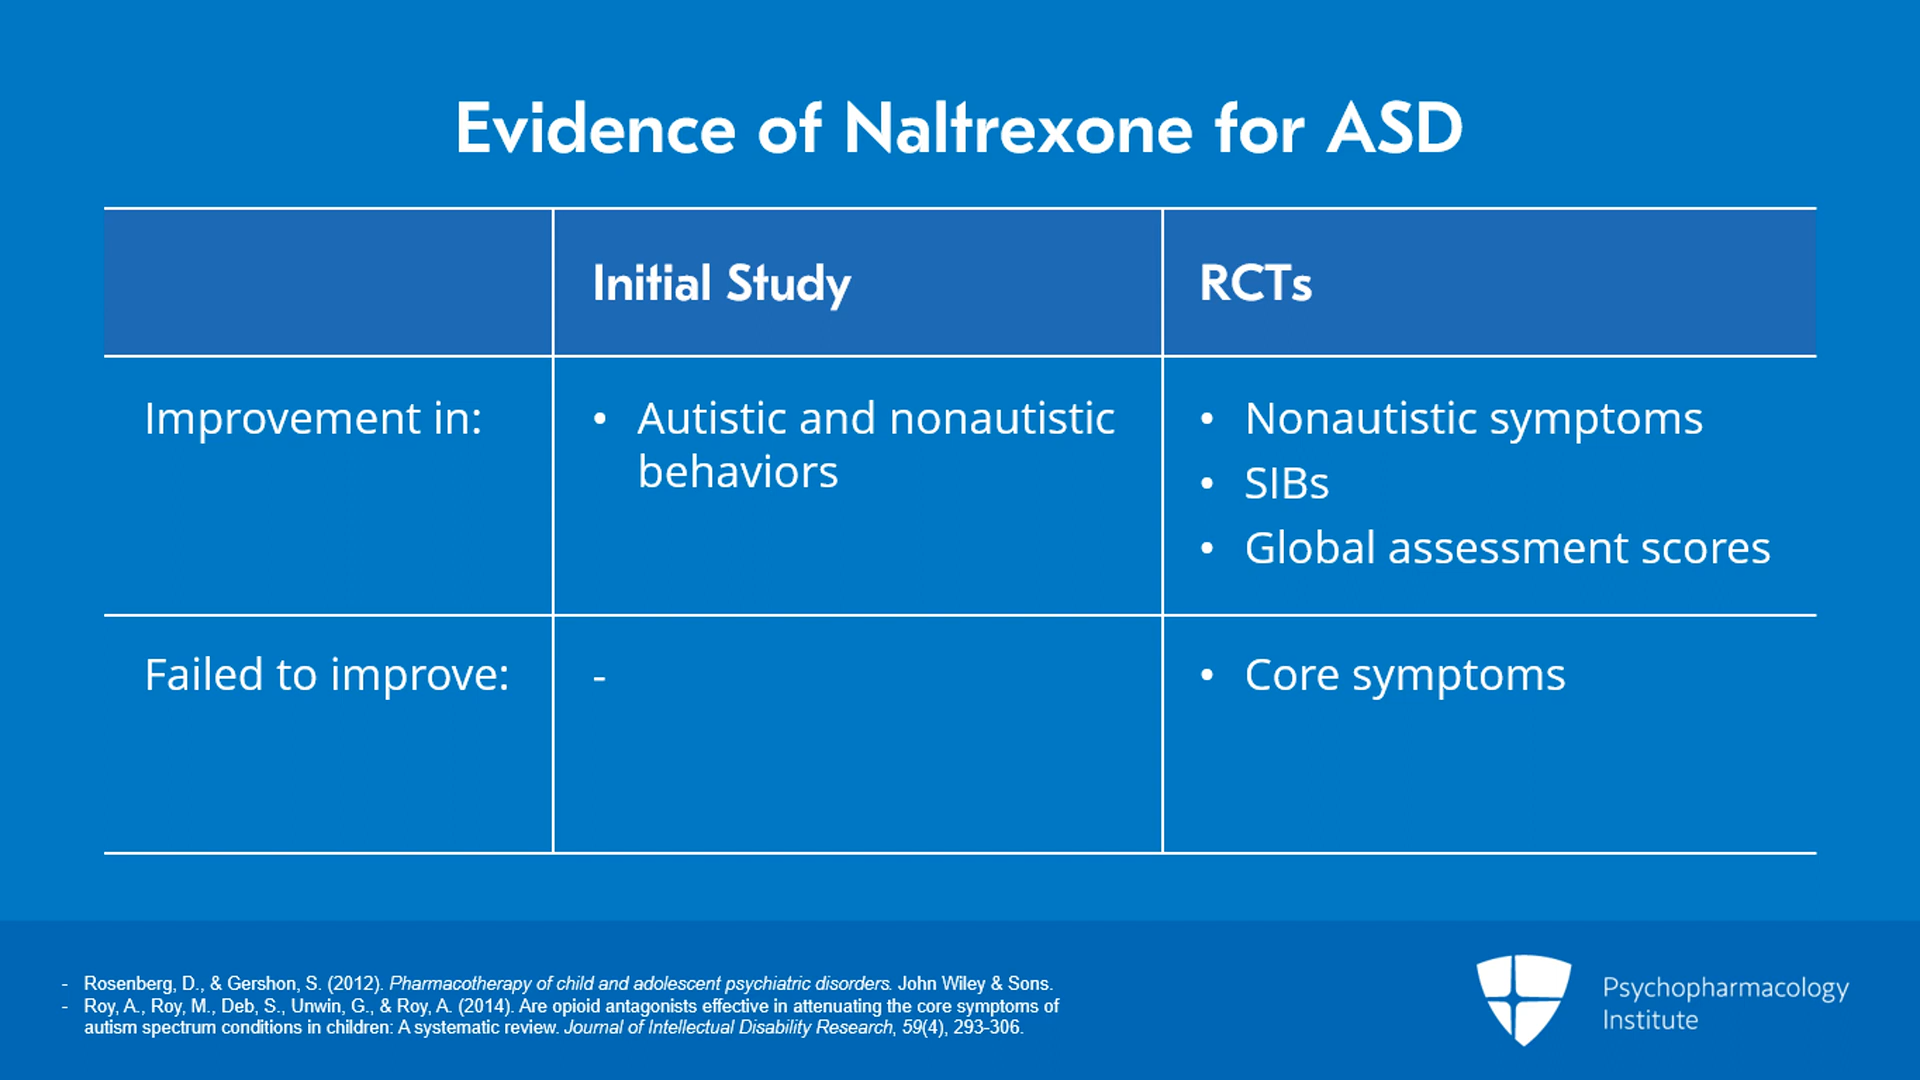 Evidence of Naltrexone for ASD
Initial Study
RCTs
Improvement in:
• Autistic and nonautistic
behaviors
• Nonautistic symptoms
• SIBs
• Global assessment scores
Failed to improve:
-
• Core symptoms
- Rosenberg, D., & Gershon, S. (2012). Pharmacotherapy of child and adolescent psychiatric disorders. John Wiley & Sons.
- Roy, A., Roy, M., Deb, S., Unwin, G., & Roy, A. (2014). Are opioid antagonists effective in attenuating the core symptoms of
autism spectrum conditions in children: A systematic review. Journal of Intellectual Disability Research, 59(4), 293-306.
Psychopharmacology
Institute